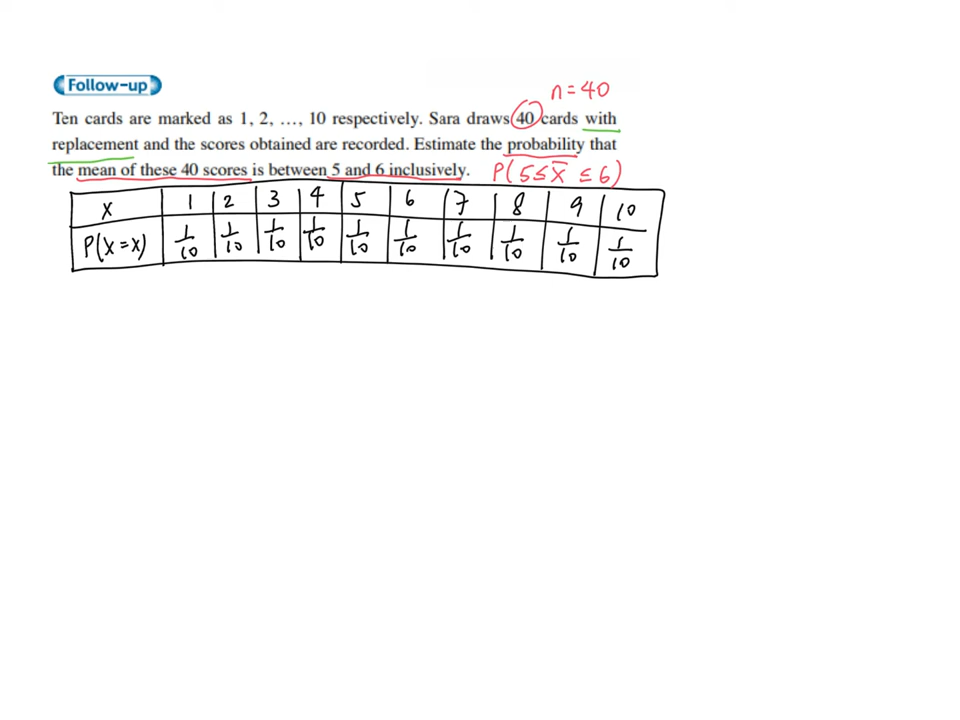 Follow-up
n = 40
Ten cards are marked as 1, 2, …, 10 respectively. Sara draws 40 cards with
replacement and the scores obtained are recorded. Estimate the probability that
the mean of these 40 scores is between 5 and 6 inclusively. P(5 ≤ X̄ ≤ 6)
X 1 2 3 4 5 6 7 8 9 10
P(X = x) 1/10 1/10 1/10 1/10 1/10 1/10 1/10 1/10 1/10 1/10